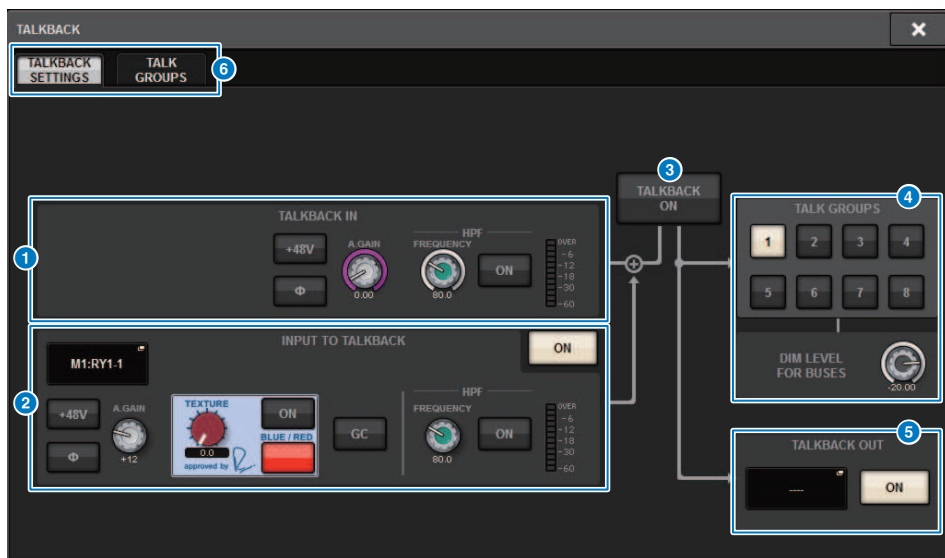 TALKBACK
TALKBACK SETTINGS
TALK GROUPS
6
3
TALKBACK ON
4
TALK GROUPS
1 2 3 4
5 6 7 8
DIM LEVEL FOR BUSES
-20.00
1
TALKBACK IN
+48V
Φ
A.GAIN
0.00
HPF
FREQUENCY
80.0
ON
OVER
-6
-12
-18
-30
-60
2
INPUT TO TALKBACK
ON
M1:RY1-1
+48V
Φ
A.GAIN
+12
TEXTURE
0.0
approved by
ON
BLUE / RED
GC
HPF
FREQUENCY
80.0
ON
OVER
-6
-12
-18
-30
-60
5
TALKBACK OUT
----
ON